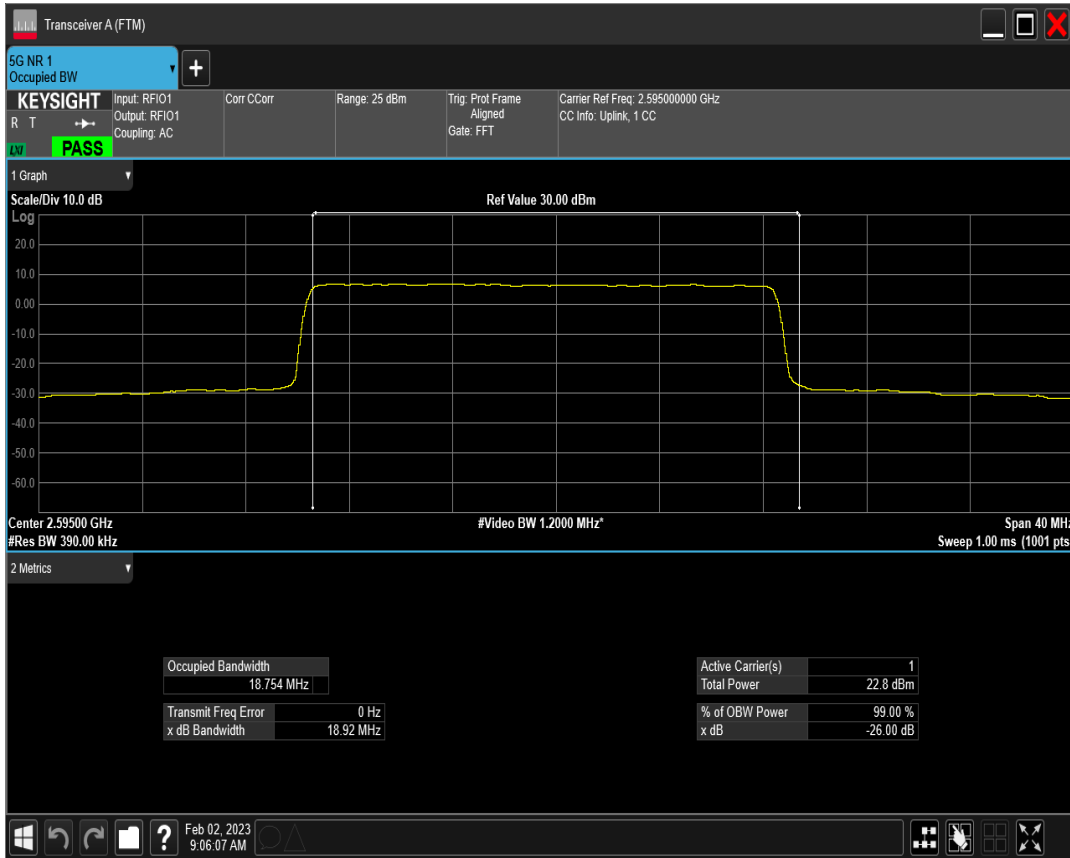 Transceiver A (FTM)
5G NR 1
Occupied BW
+
KEYSIGHT
R T
LXI
PASS
Input: RFIO1
Output: RFIO1
Coupling: AC
Corr CCorr
Range: 25 dBm
Trig: Prot Frame
Aligned
Gate: FFT
Carrier Ref Freq: 2.595000000 GHz
CC Info: Uplink, 1 CC
1 Graph
Scale/Div 10.0 dB
Ref Value 30.00 dBm
Log
20.0
10.0
0.00
-10.0
-20.0
-30.0
-40.0
-50.0
-60.0
Center 2.59500 GHz
#Video BW 1.2000 MHz*
Span 40 MHz
#Res BW 390.00 kHz
Sweep 1.00 ms (1001 pts
2 Metrics
Occupied Bandwidth
18.754 MHz
Transmit Freq Error 0 Hz
x dB Bandwidth 18.92 MHz
Active Carrier(s) 1
Total Power 22.8 dBm
% of OBW Power 99.00 %
x dB -26.00 dB
?
Feb 02, 2023
9:06:07 AM